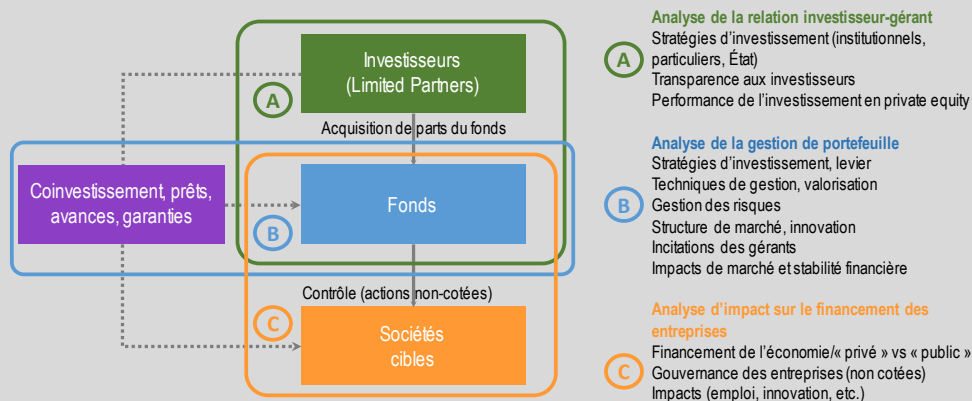 Investisseurs
(Limited Partners)
A
Acquisition de parts du fonds
Coinvestissement, prêts,
avances, garanties
Fonds
B
Contrôle (actions non-cotées)
C
Sociétés
cibles
Analyse de la relation investisseur-gérant
A
Stratégies d’investissement (institutionnels,
particuliers, État)
Transparence aux investisseurs
Performance de l’investissement en private equity
Analyse de la gestion de portefeuille
B
Stratégies d’investissement, levier
Techniques de gestion, valorisation
Gestion des risques
Structure de marché, innovation
Incitations des gérants
Impacts de marché et stabilité financière
Analyse d’impact sur le financement des
entreprises
C
Financement de l’économie/« privé » vs « public »
Gouvernance des entreprises (non cotées)
Impacts (emploi, innovation, etc.)